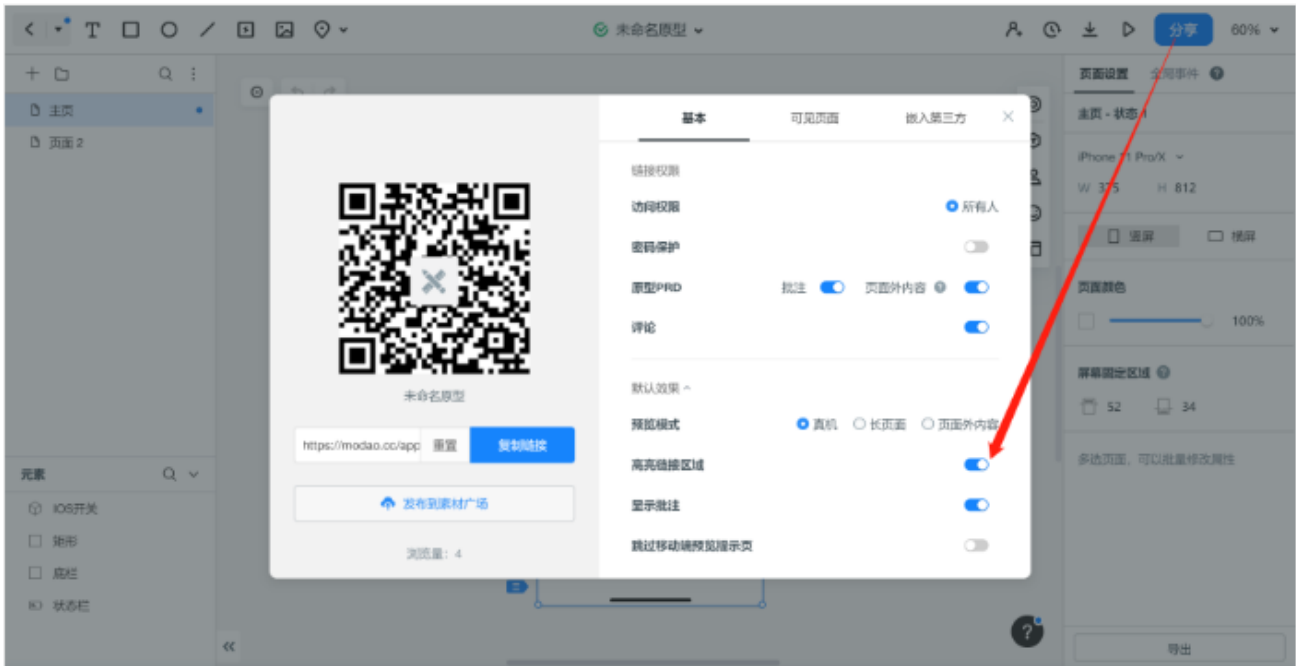 T
未命名原型
分享
60%
主页
页面 2
页面设置
全局事件
主页 - 状态 1
iPhone 11 Pro/X
W 375 H 812
竖屏 横屏
页面颜色
100%
屏幕固定区域
52 34
多选页面，可以批量修改属性
导出
元素
IOS开关
矩形
底栏
状态栏
未命名原型
https://modao.cc/app 重置 复制链接
发布到素材广场
浏览量：4
基本 可见页面 嵌入第三方
链接权限
访问权限 所有人
密码保护
原型PRD 批注 页面外内容
评论
默认效果
预览模式 真机 长页面 页面外内容
高亮链接区域
显示批注
跳过移动端预览提示页